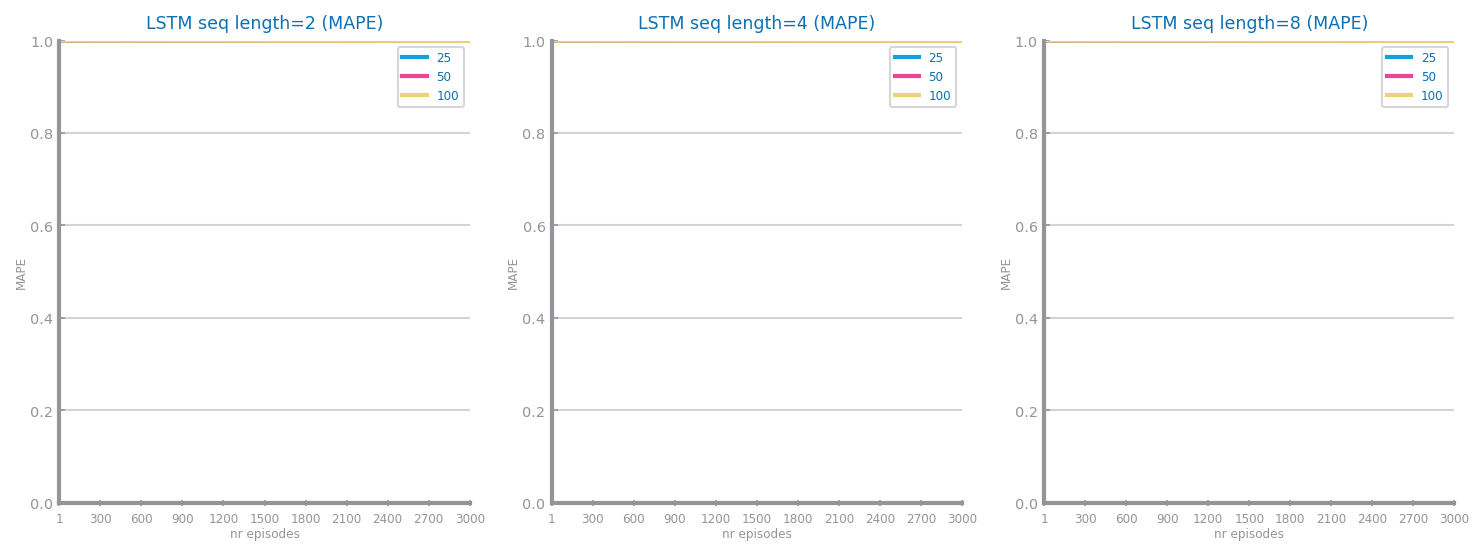 LSTM seq length=2 (MAPE)
1.0
0.8
0.6
0.4
0.2
0.0
MAPE
25
50
100
1 300 600 900 1200 1500 1800 2100 2400 2700 3000
nr episodes
LSTM seq length=4 (MAPE)
1.0
0.8
0.6
0.4
0.2
0.0
MAPE
25
50
100
1 300 600 900 1200 1500 1800 2100 2400 2700 3000
nr episodes
LSTM seq length=8 (MAPE)
1.0
0.8
0.6
0.4
0.2
0.0
MAPE
25
50
100
1 300 600 900 1200 1500 1800 2100 2400 2700 3000
nr episodes